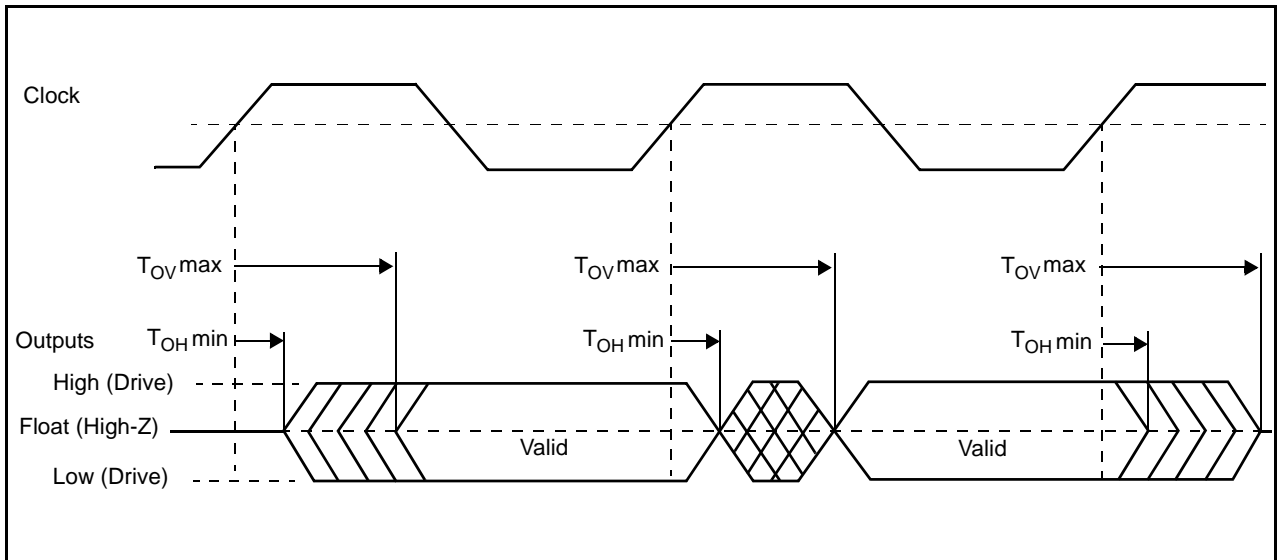 Clock
TOV max TOV max TOV max
Outputs TOH min TOH min TOH min
High (Drive)
Float (High-Z) Valid Valid
Low (Drive)